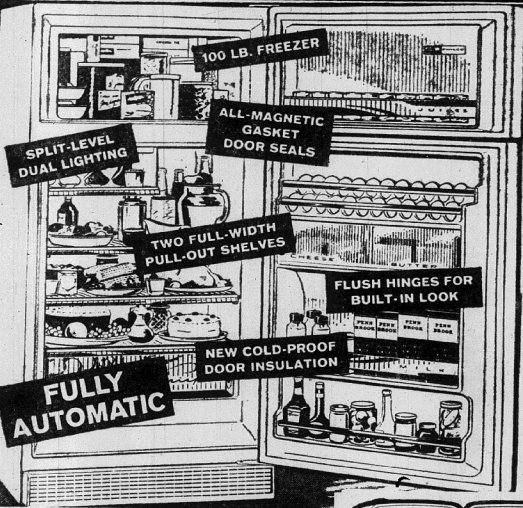 100 LB. FREEZER
JUICES
ALL-MAGNETIC
GASKET
DOOR SEALS
SPLIT-LEVEL
DUAL LIGHTING
TWO FULL-WIDTH
PULL-OUT SHELVES
CHEESE BUTTER
FLUSH HINGES FOR
BUILT-IN LOOK
PENN PENN PENN PENN
BROOK BROOK BROOK BROOK
NEW COLD-PROOF
DOOR INSULATION
MILK
FULLY
AUTOMATIC